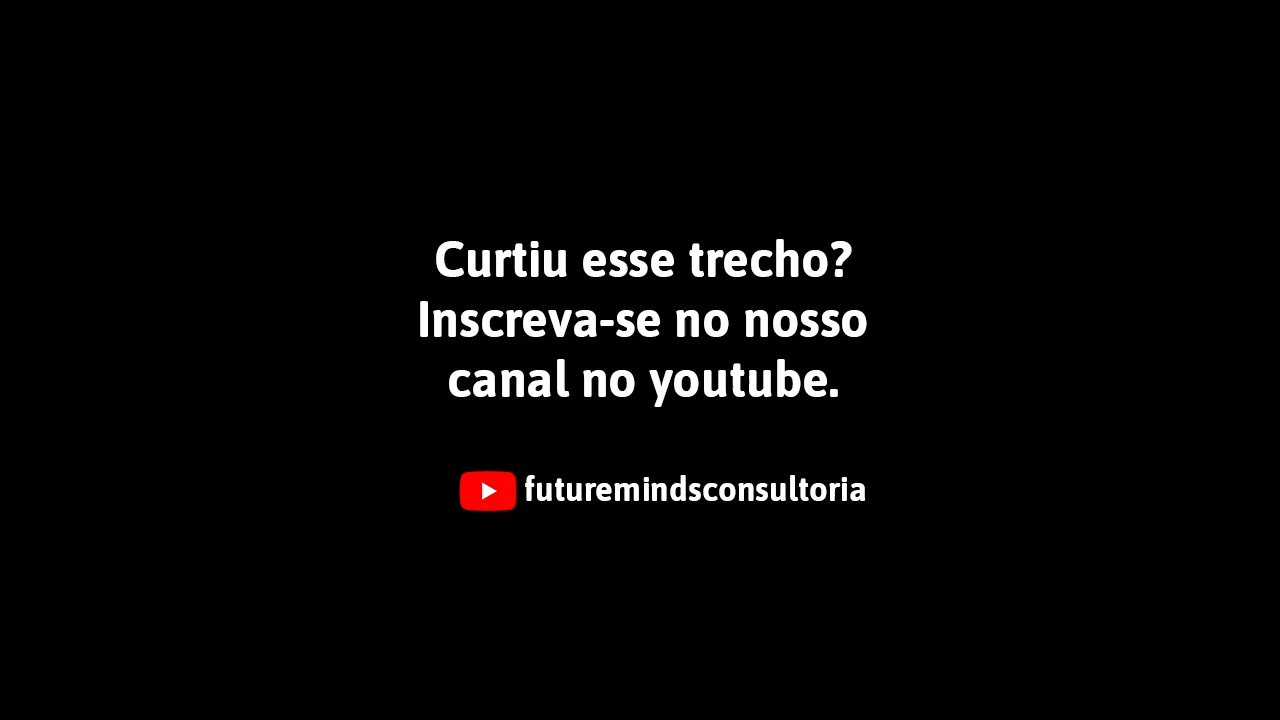 Curtiu esse trecho?
Inscreva-se no nosso
canal no youtube.
futuremindsconsultoria